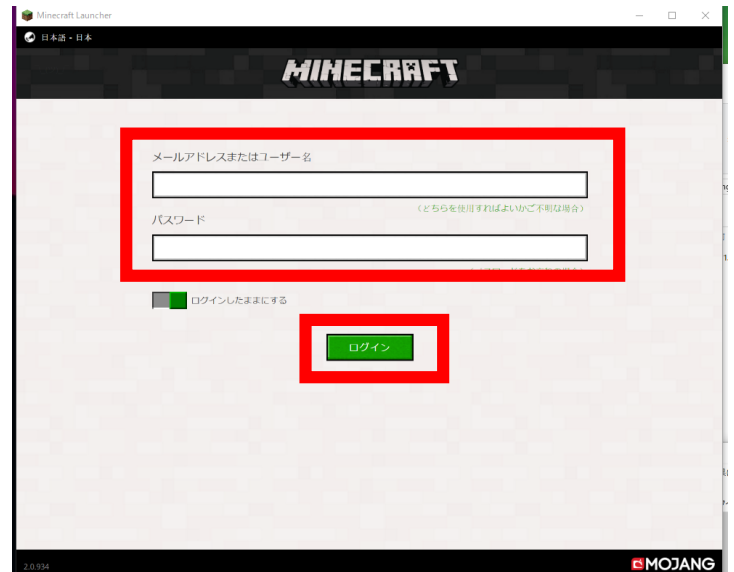 Minecraft Launcher
日本語 - 日本
MINECRAFT
メールアドレスまたはユーザー名
（どちらを使用すればよいかご不明な場合）
パスワード
ログインしたままにする
ログイン
2.0.934
MOJANG